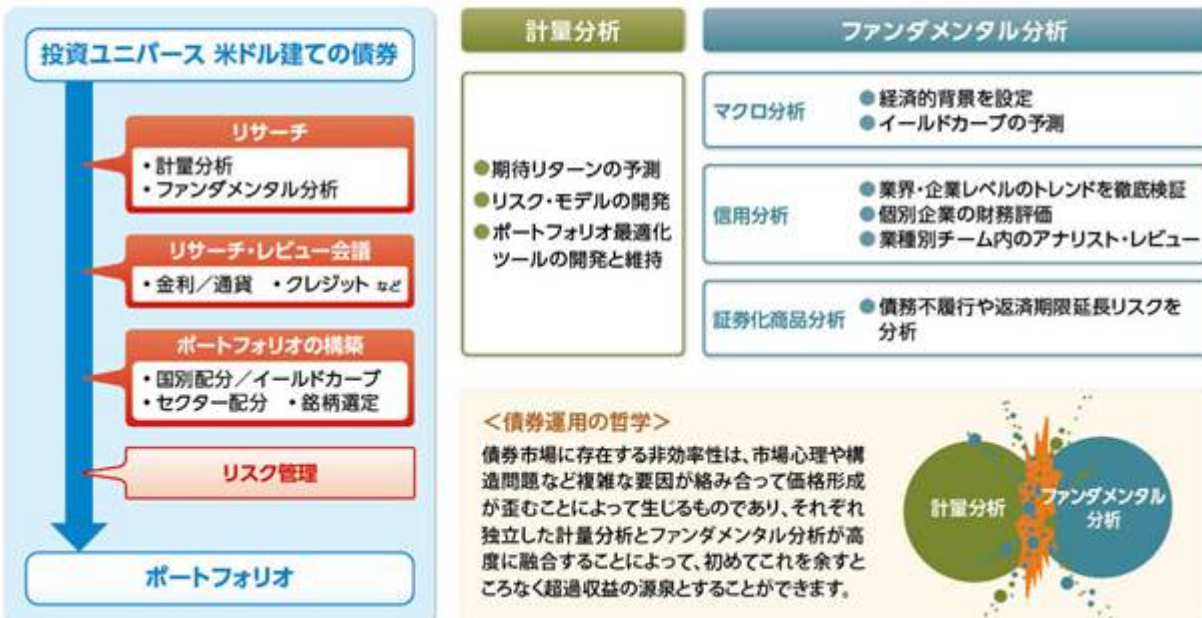 投資ユニバース 米ドル建ての債券
リサーチ
・計量分析
・ファンダメンタル分析
リサーチ・レビュー会議
・金利／通貨 ・クレジット など
ポートフォリオの構築
・国別配分／イールドカーブ
・セクター配分 ・銘柄選定
リスク管理
ポートフォリオ
計量分析
●期待リターンの予測
●リスク・モデルの開発
●ポートフォリオ最適化
ツールの開発と維持
ファンダメンタル分析
マクロ分析
●経済的背景を設定
●イールドカーブの予測
信用分析
●業界・企業レベルのトレンドを徹底検証
●個別企業の財務評価
●業種別チーム内のアナリスト・レビュー
証券化商品分析
●債務不履行や返済期限延長リスクを
分析
＜債券運用の哲学＞
債券市場に存在する非効率性は、市場心理や構
造問題など複雑な要因が絡み合って価格形成
が歪むことによって生じるものであり、それぞれ
独立した計量分析とファンダメンタル分析が高
度に融合することによって、初めてこれを余すと
ころなく超過収益の源泉とすることができます。
計量分析
ファンダメンタル
分析